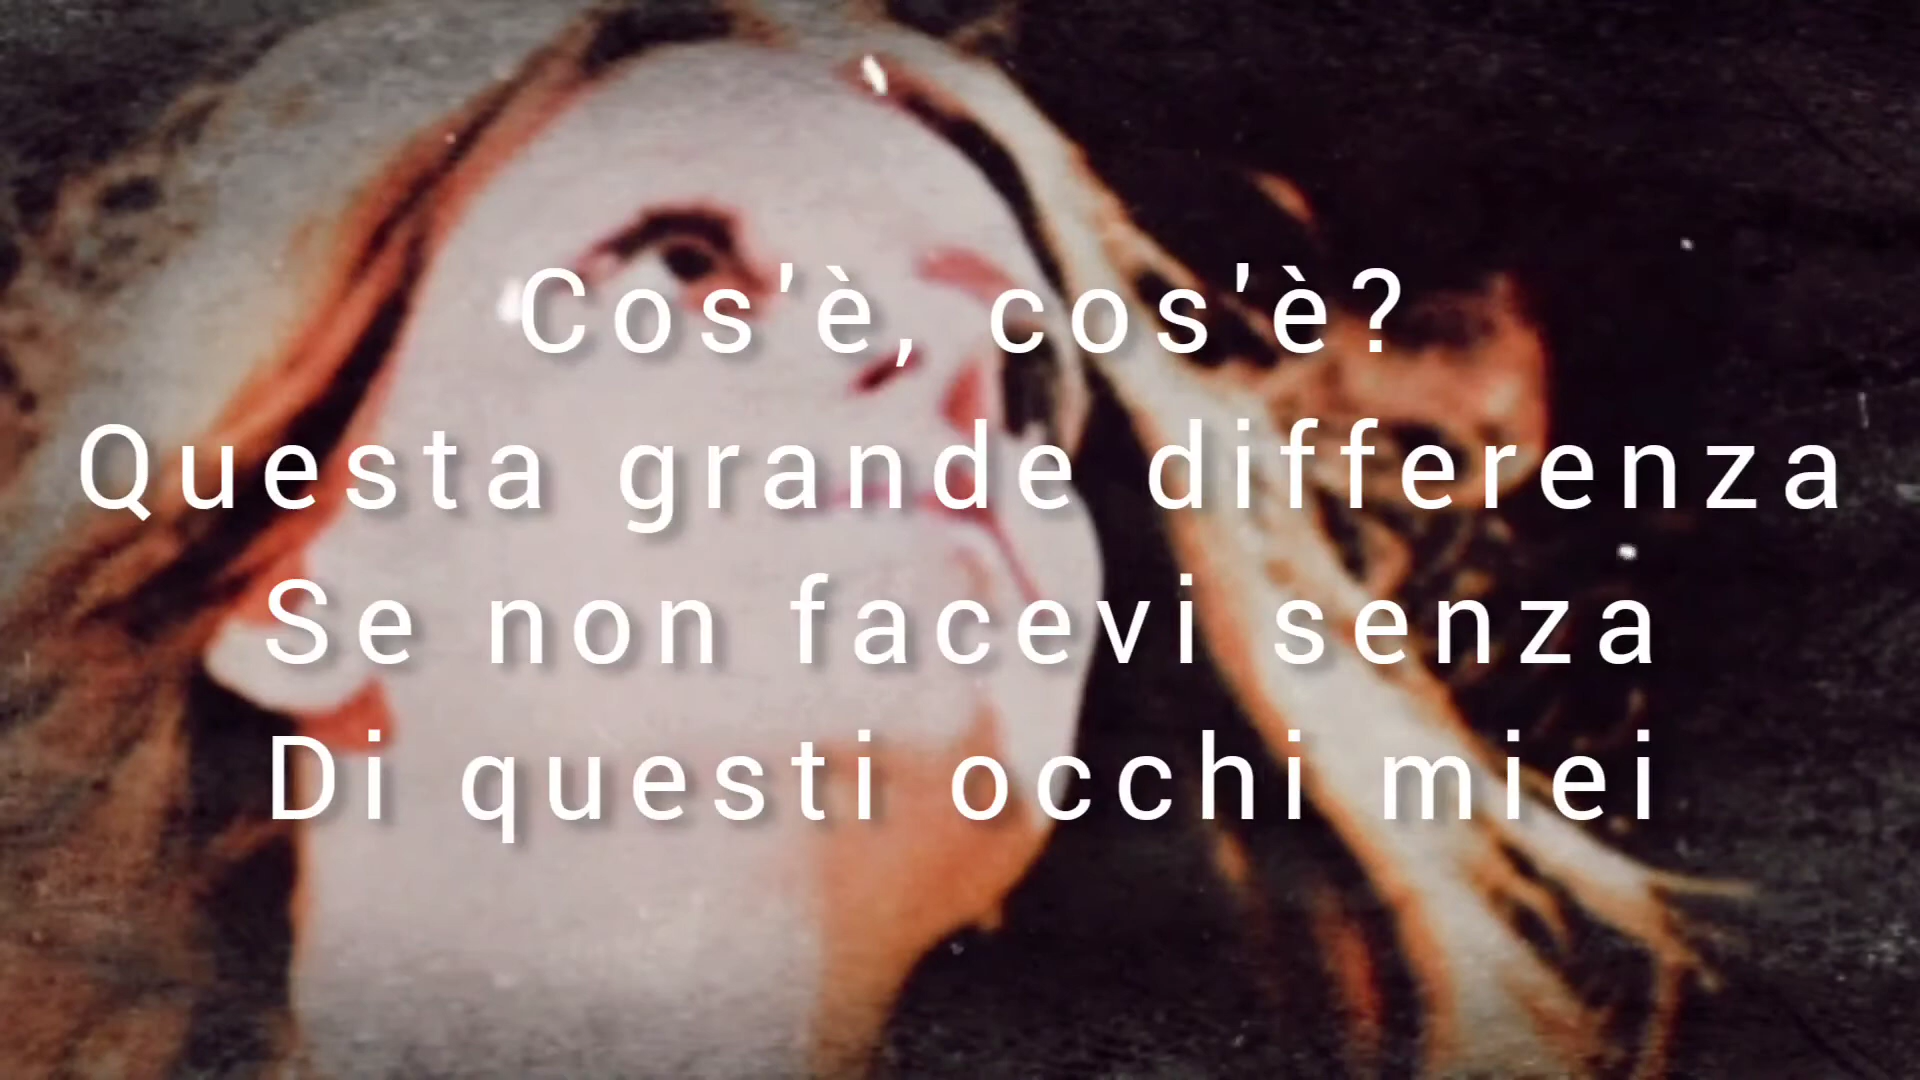 Cos'è, cos'è?
Questa grande differenza
Se non facevi senza
Di questi occhi miei